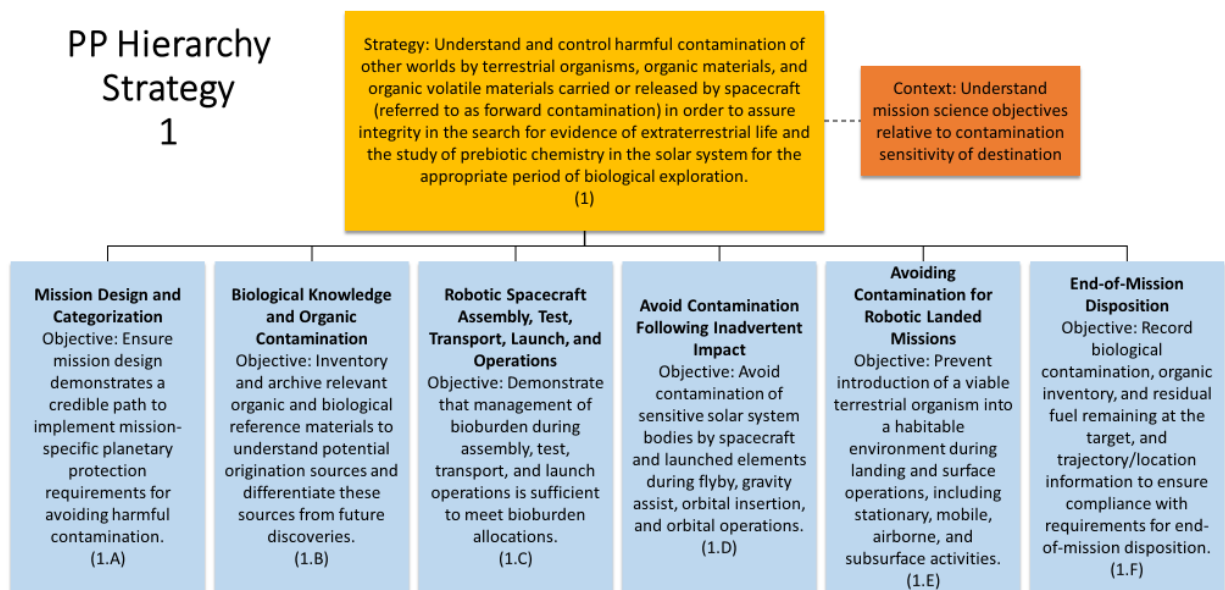 PP Hierarchy
Strategy
1
Strategy: Understand and control harmful contamination of
other worlds by terrestrial organisms, organic materials, and
organic volatile materials carried or released by spacecraft
(referred to as forward contamination) in order to assure
integrity in the search for evidence of extraterrestrial life and
the study of prebiotic chemistry in the solar system for the
appropriate period of biological exploration.
(1)
Context: Understand
mission science objectives
relative to contamination
sensitivity of destination
Mission Design and
Categorization
Objective: Ensure
mission design
demonstrates a
credible path to
implement mission-
specific planetary
protection
requirements for
avoiding harmful
contamination.
(1.A)
Biological Knowledge
and Organic
Contamination
Objective: Inventory
and archive relevant
organic and biological
reference materials to
understand potential
origination sources and
differentiate these
sources from future
discoveries.
(1.B)
Robotic Spacecraft
Assembly, Test,
Transport, Launch, and
Operations
Objective: Demonstrate
that management of
bioburden during
assembly, test,
transport, and launch
operations is sufficient
to meet bioburden
allocations.
(1.C)
Avoid Contamination
Following Inadvertent
Impact
Objective: Avoid
contamination of
sensitive solar system
bodies by spacecraft
and launched elements
during flyby, gravity
assist, orbital insertion,
and orbital operations.
(1.D)
Avoiding
Contamination for
Robotic Landed
Missions
Objective: Prevent
introduction of a viable
terrestrial organism into
a habitable
environment during
landing and surface
operations, including
stationary, mobile,
airborne, and
subsurface activities.
(1.E)
End-of-Mission
Disposition
Objective: Record
biological
contamination, organic
inventory, and residual
fuel remaining at the
target, and
trajectory/location
information to ensure
compliance with
requirements for end-
of-mission disposition.
(1.F)